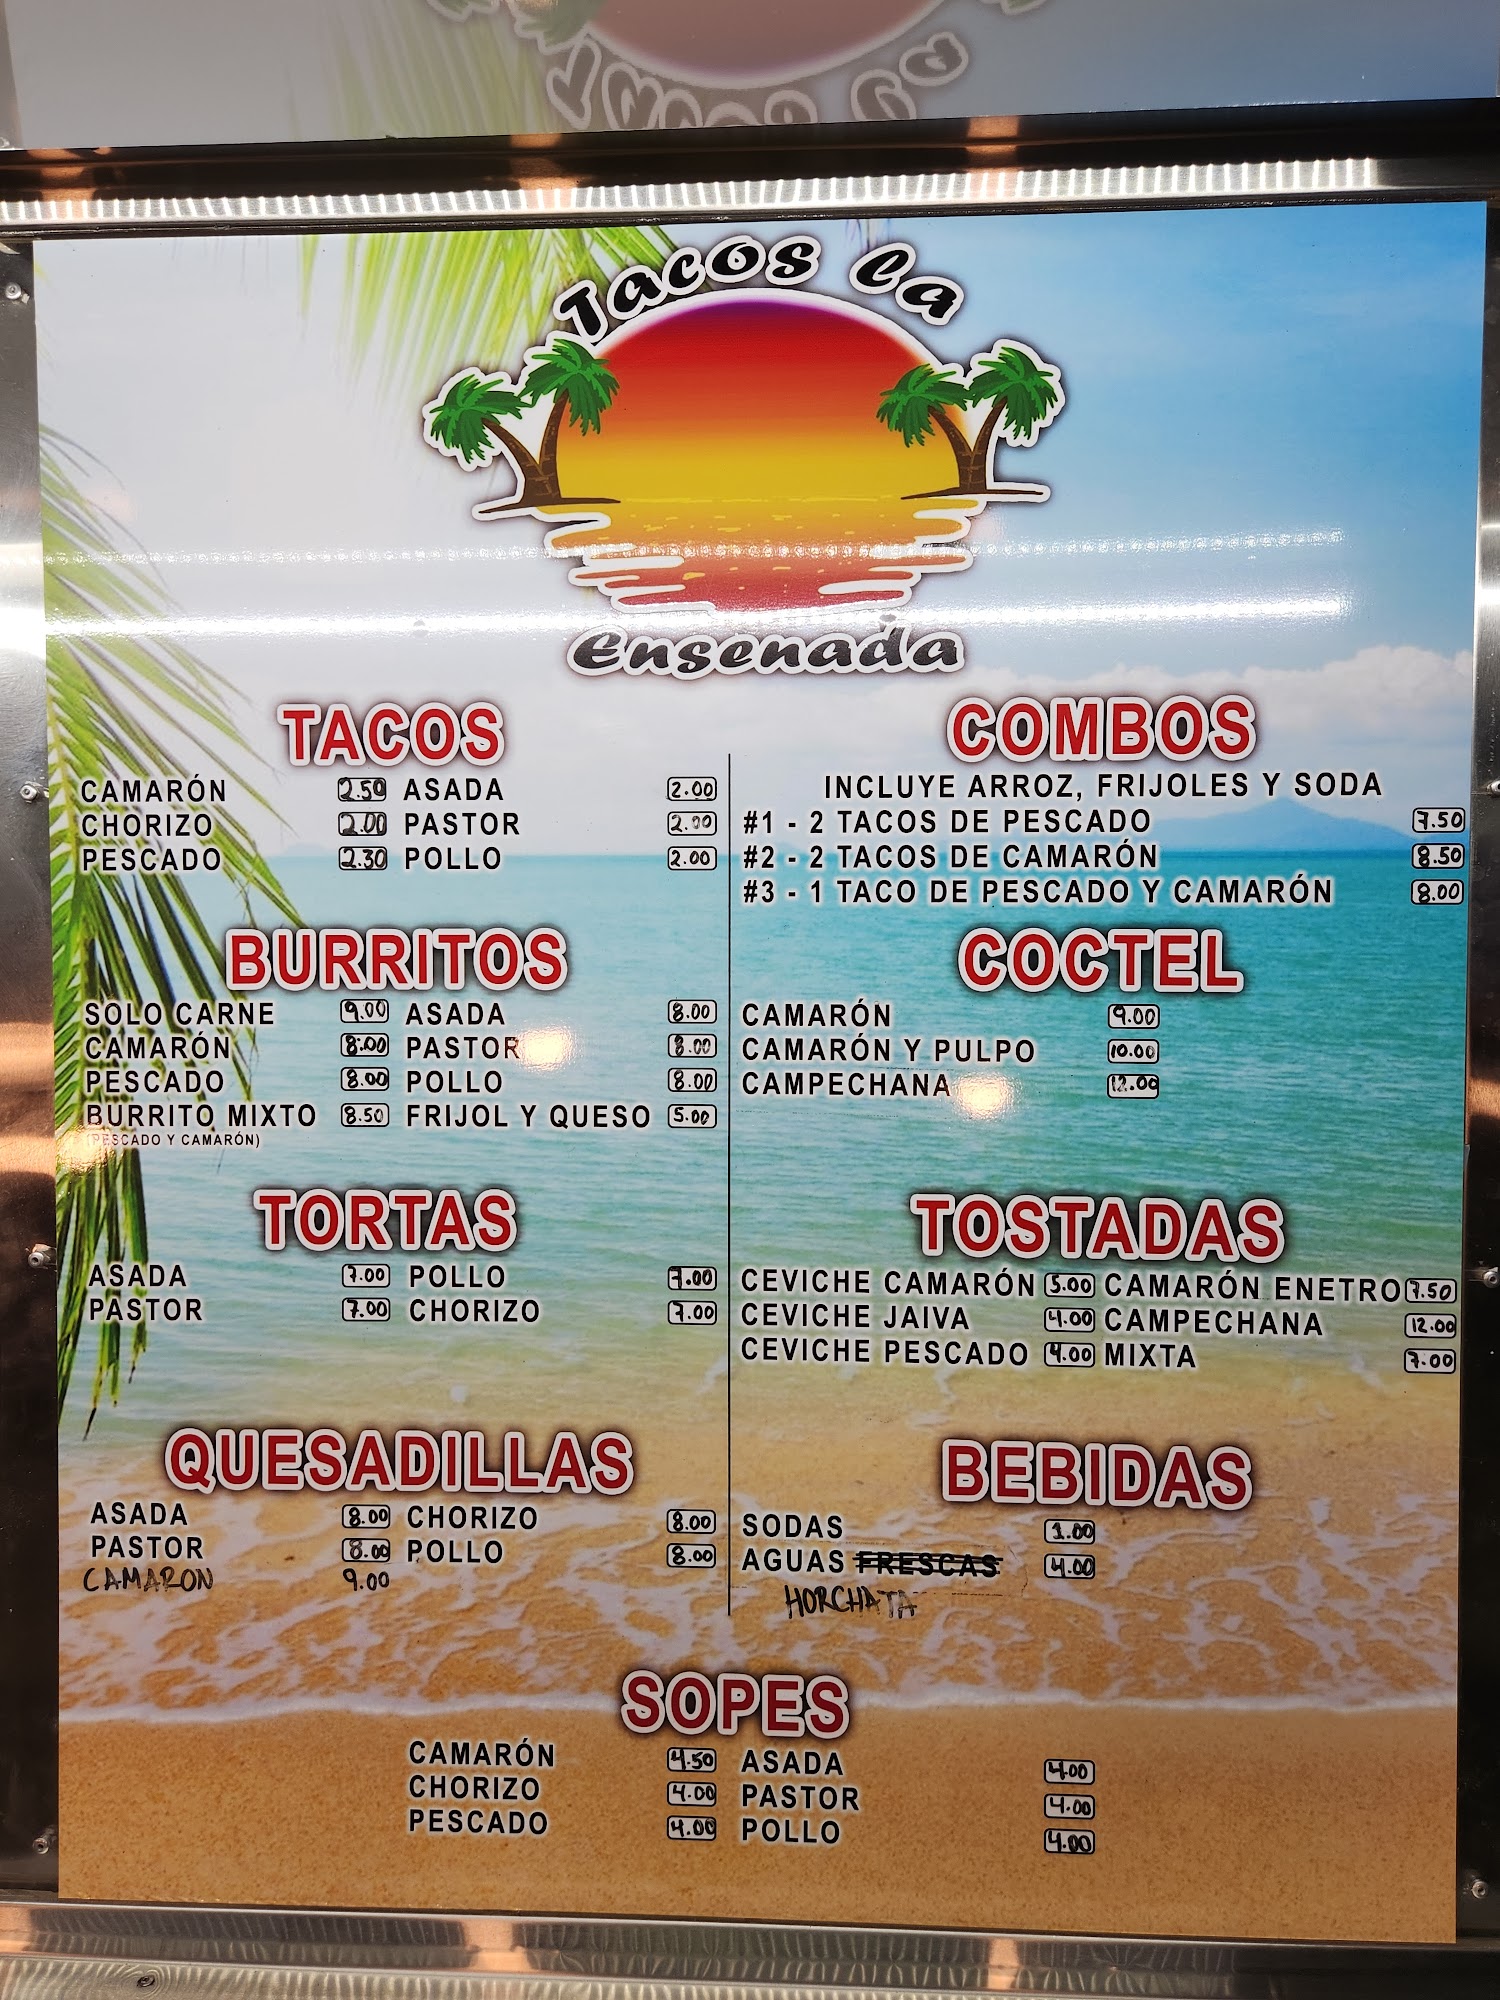 Tacos La
Ensenada
TACOS
CAMARÓN 2.50 ASADA 2.00
CHORIZO 2.00 PASTOR 2.00
PESCADO 2.30 POLLO 2.00
BURRITOS
SOLO CARNE 9.00 ASADA 8.00
CAMARÓN 8.00 PASTOR 8.00
PESCADO 8.00 POLLO 8.00
BURRITO MIXTO 8.50 FRIJOL Y QUESO 5.00
(PESCADO Y CAMARÓN)
TORTAS
ASADA 7.00 POLLO 7.00
PASTOR 7.00 CHORIZO 7.00
QUESADILLAS
ASADA 8.00 CHORIZO 8.00
PASTOR 8.00 POLLO 8.00
CAMARON 9.00
COMBOS
INCLUYE ARROZ, FRIJOLES Y SODA
#1 - 2 TACOS DE PESCADO 7.50
#2 - 2 TACOS DE CAMARÓN 8.50
#3 - 1 TACO DE PESCADO Y CAMARÓN 8.00
COCTEL
CAMARÓN 9.00
CAMARÓN Y PULPO 10.00
CAMPECHANA 12.00
TOSTADAS
CEVICHE CAMARÓN 5.00 CAMARÓN ENETRO 7.50
CEVICHE JAIVA 4.00 CAMPECHANA 12.00
CEVICHE PESCADO 4.00 MIXTA 7.00
BEBIDAS
SODAS 1.00
AGUAS FRESCAS 4.00
HORCHATA
SOPES
CAMARÓN 4.50 ASADA 4.00
CHORIZO 4.00 PASTOR 4.00
PESCADO 4.00 POLLO 4.00